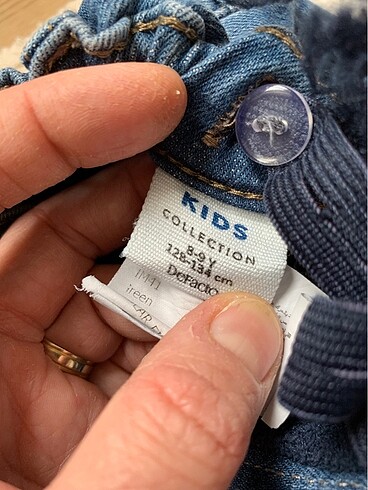 KIDS
COLLECTION
8-9 Y
128-134 cm
DeFacto